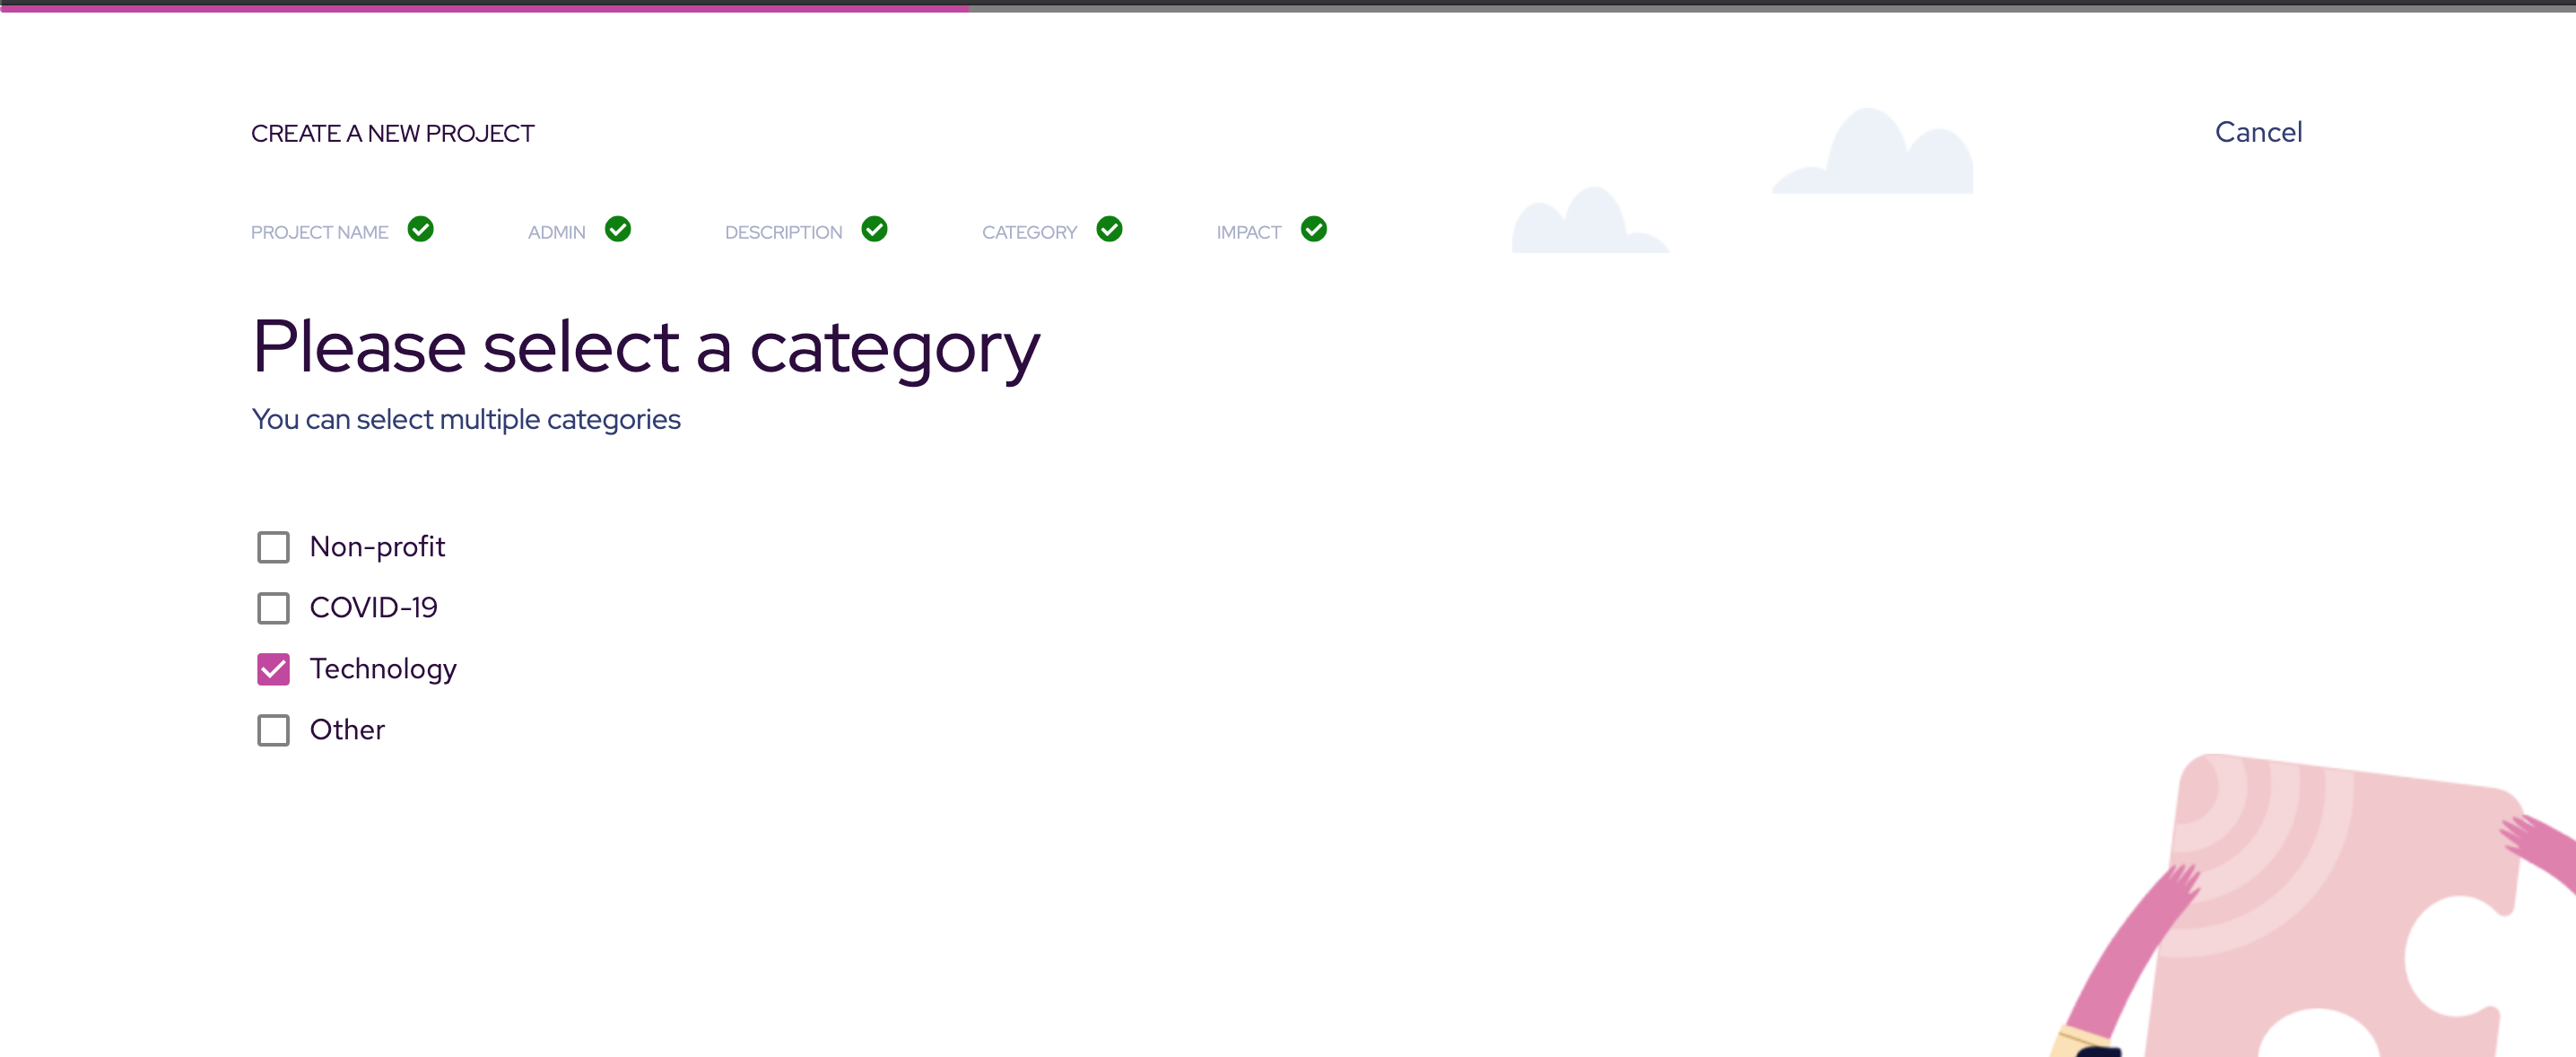 CREATE A NEW PROJECT
Cancel
PROJECT NAME ADMIN DESCRIPTION CATEGORY IMPACT
Please select a category
You can select multiple categories
Non-profit
COVID-19
Technology
Other